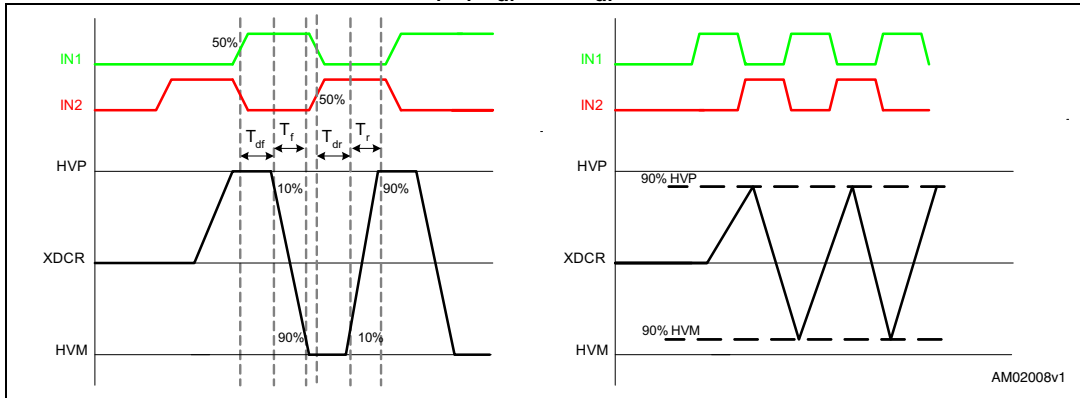 50%
IN1
IN2
50%
Tdf
Tf
Tdr
Tr
HVP
10%
90%
XDCR
90%
10%
HVM
IN1
IN2
HVP
90% HVP
XDCR
90% HVM
HVM
AM02008v1